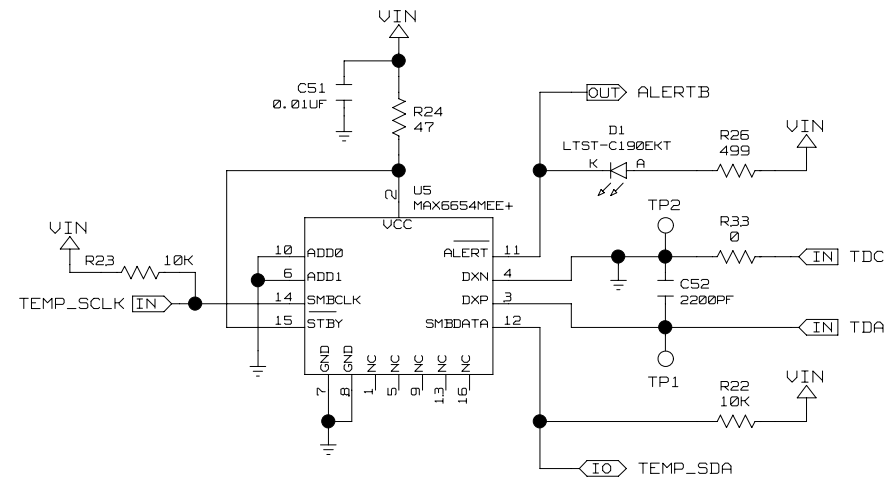 VIN
C51
0.01UF
R24
47
OUT ALERTB
D1
LTST-C190EKT
K A
R26
499
VIN
2
U5
MAX6654MEE+
VCC
VIN
R23 10K
TEMP_SCLK IN
10 ADD0
6 ADD1
14 SMBCLK
15 STBY
ALERT 11
DXN 4
DXP 3
SMBDATA 12
GND GND NC NC NC NC NC
7 8 1 5 9 13 16
TP2
R33
0
IN TDC
C52
2200PF
IN TDA
TP1
R22
10K
VIN
IO TEMP_SDA